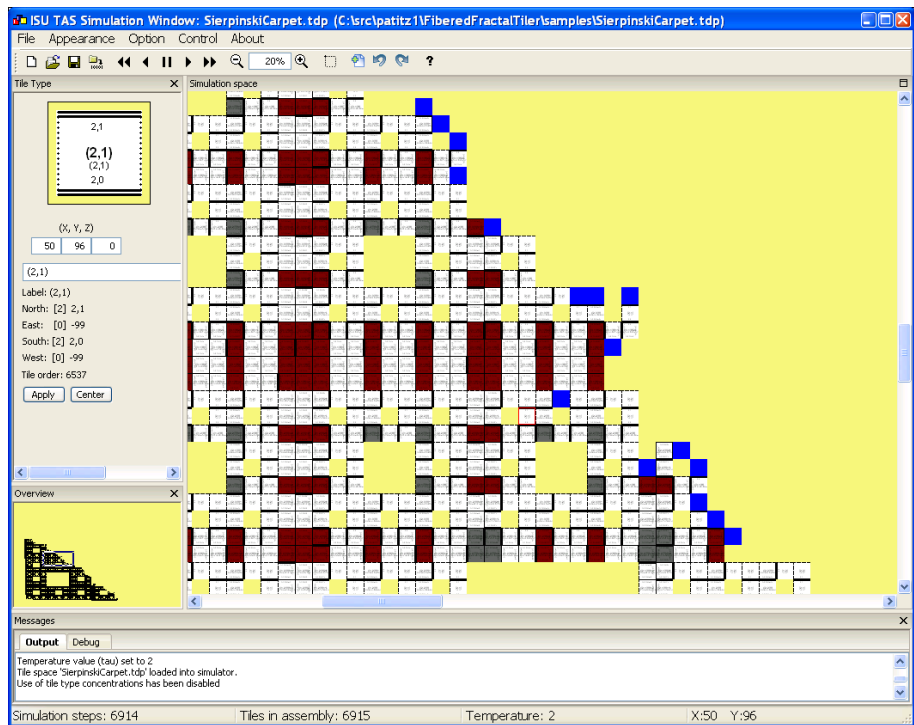 ISU TAS Simulation Window: SierpinskiCarpet.tdp (C:\src\patitz1\FiberedFractalTiler\samples\SierpinskiCarpet.tdp)
File Appearance Option Control About
20% ?
Tile Type X
Simulation space
2,1
(2,1)
(2,1)
2,0
(X, Y, Z)
50 96 0
(2,1)
Label: (2,1)
North: [2] 2,1
East: [0] -99
South: [2] 2,0
West: [0] -99
Tile order: 6537
Apply Center
Overview X
Messages X
Output Debug
Temperature value (tau) set to 2
Tile space 'SierpinskiCarpet.tdp' loaded into simulator.
Use of tile type concentrations has been disabled
Simulation steps: 6914 Tiles in assembly: 6915 Temperature: 2 X:50 Y:96